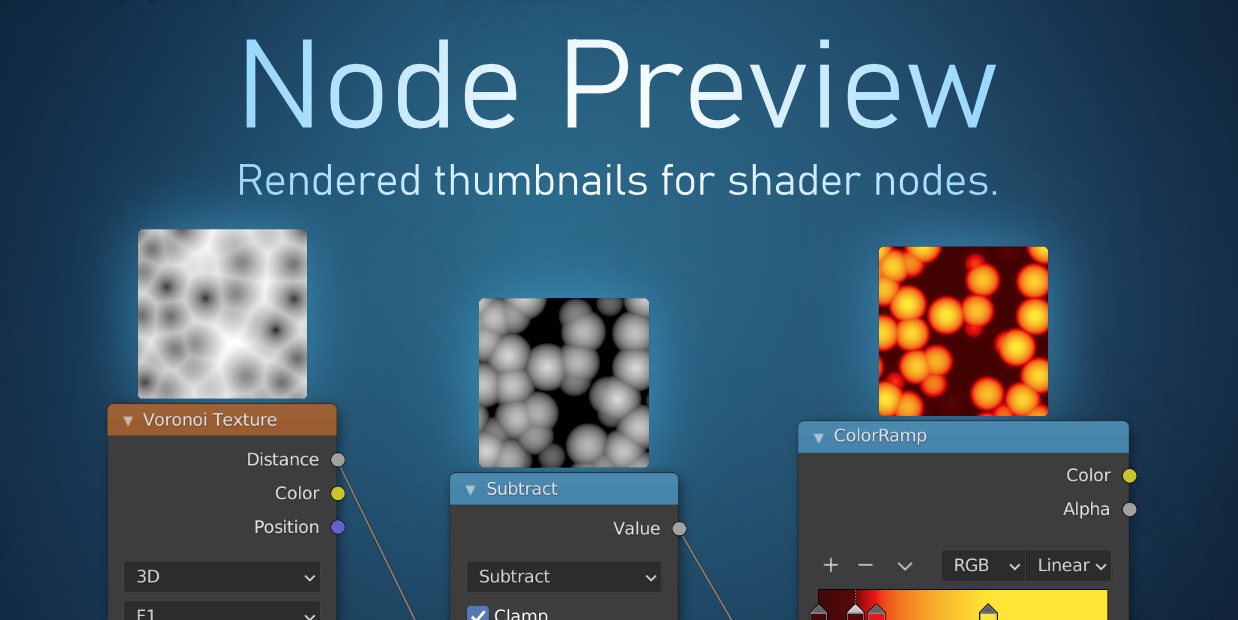 Node Preview
Rendered thumbnails for shader nodes.
Voronoi Texture
Distance
Color
Position
3D
F1
Subtract
Value
Subtract
Clamp
ColorRamp
Color
Alpha
RGB
Linear